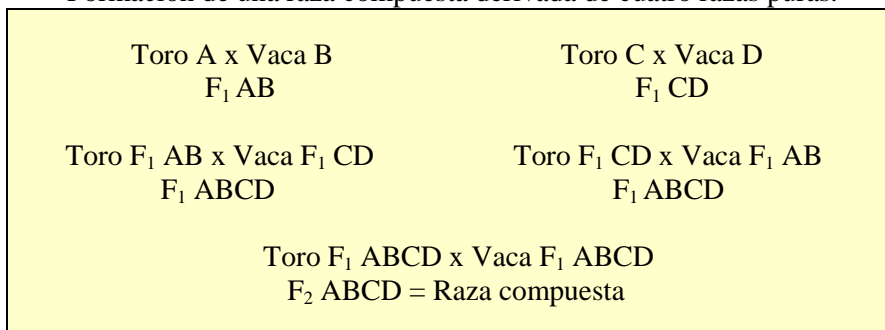 Formación de una raza compuesta derivada de cuatro razas puras.
Toro A x Vaca B
F₁ AB
Toro C x Vaca D
F₁ CD
Toro F₁ AB x Vaca F₁ CD
F₁ ABCD
Toro F₁ CD x Vaca F₁ AB
F₁ ABCD
Toro F₁ ABCD x Vaca F₁ ABCD
F₂ ABCD = Raza compuesta